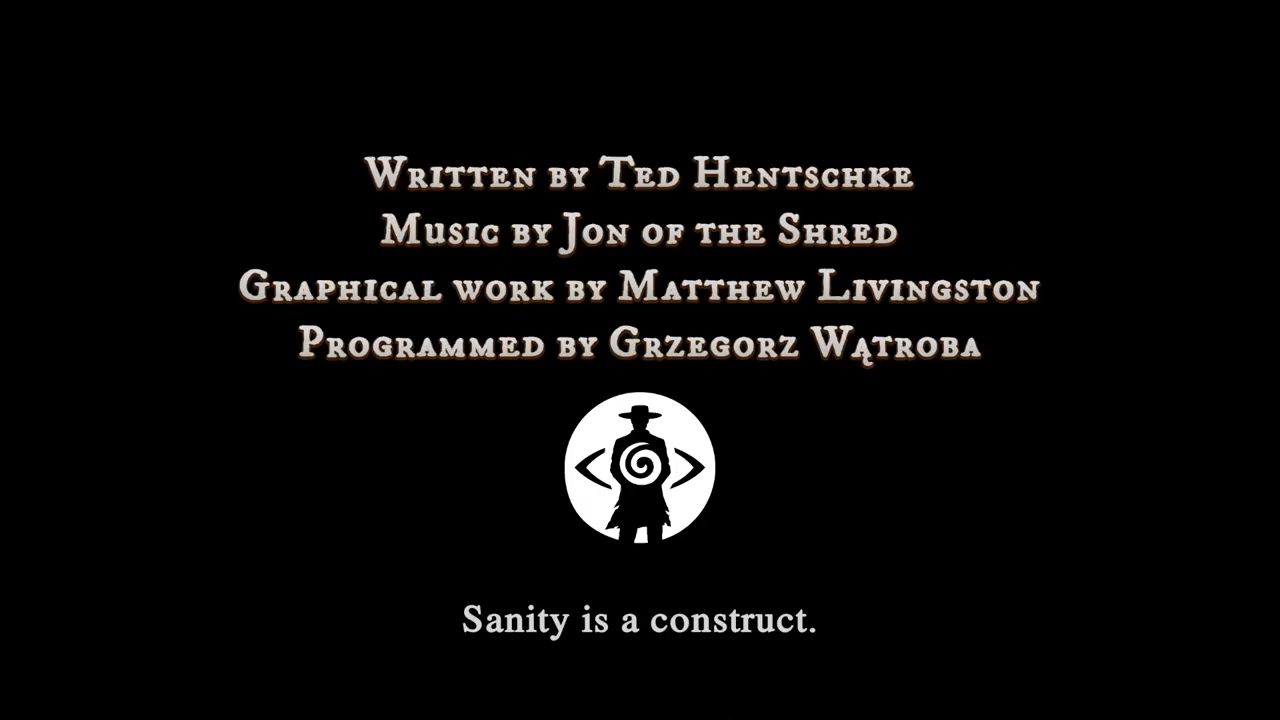 Written by Ted Hentschke
Music by Jon of the Shred
Graphical work by Matthew Livingston
Programmed by Grzegorz Wątroba
Sanity is a construct.